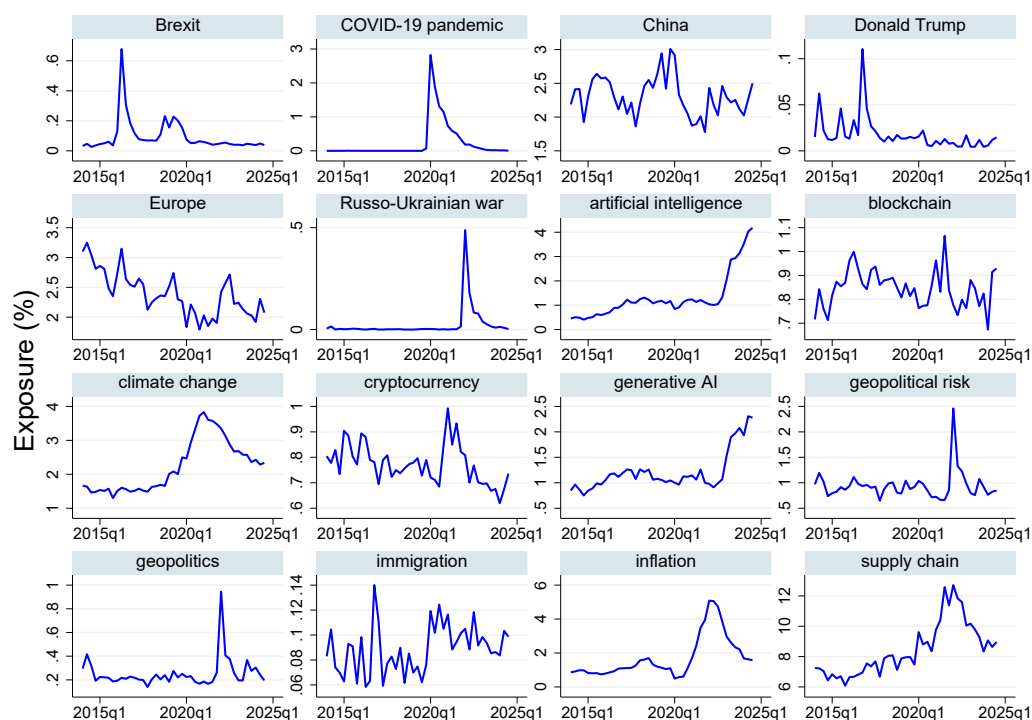 Exposure (%)
Brexit
.6
.4
.2
0
2015q1 2020q1 2025q1
COVID-19 pandemic
3
2
1
0
2015q1 2020q1 2025q1
China
3
2.5
2
1.5
2015q1 2020q1 2025q1
Donald Trump
.1
.05
0
2015q1 2020q1 2025q1
Europe
3.5
3
2.5
2
2015q1 2020q1 2025q1
Russo-Ukrainian war
.5
0
2015q1 2020q1 2025q1
artificial intelligence
4
3
2
1
0
2015q1 2020q1 2025q1
blockchain
1.1
1
.9
.8
.7
2015q1 2020q1 2025q1
climate change
4
3
2
1
2015q1 2020q1 2025q1
cryptocurrency
1
.9
.8
.7
.6
2015q1 2020q1 2025q1
generative AI
2.5
2
1.5
1
.5
2015q1 2020q1 2025q1
geopolitical risk
2.5
2
1.5
1
.5
2015q1 2020q1 2025q1
geopolitics
1
.8
.6
.4
.2
2015q1 2020q1 2025q1
immigration
.14
.12
.1
.08
.06
2015q1 2020q1 2025q1
inflation
6
4
2
0
2015q1 2020q1 2025q1
supply chain
12
10
8
6
2015q1 2020q1 2025q1